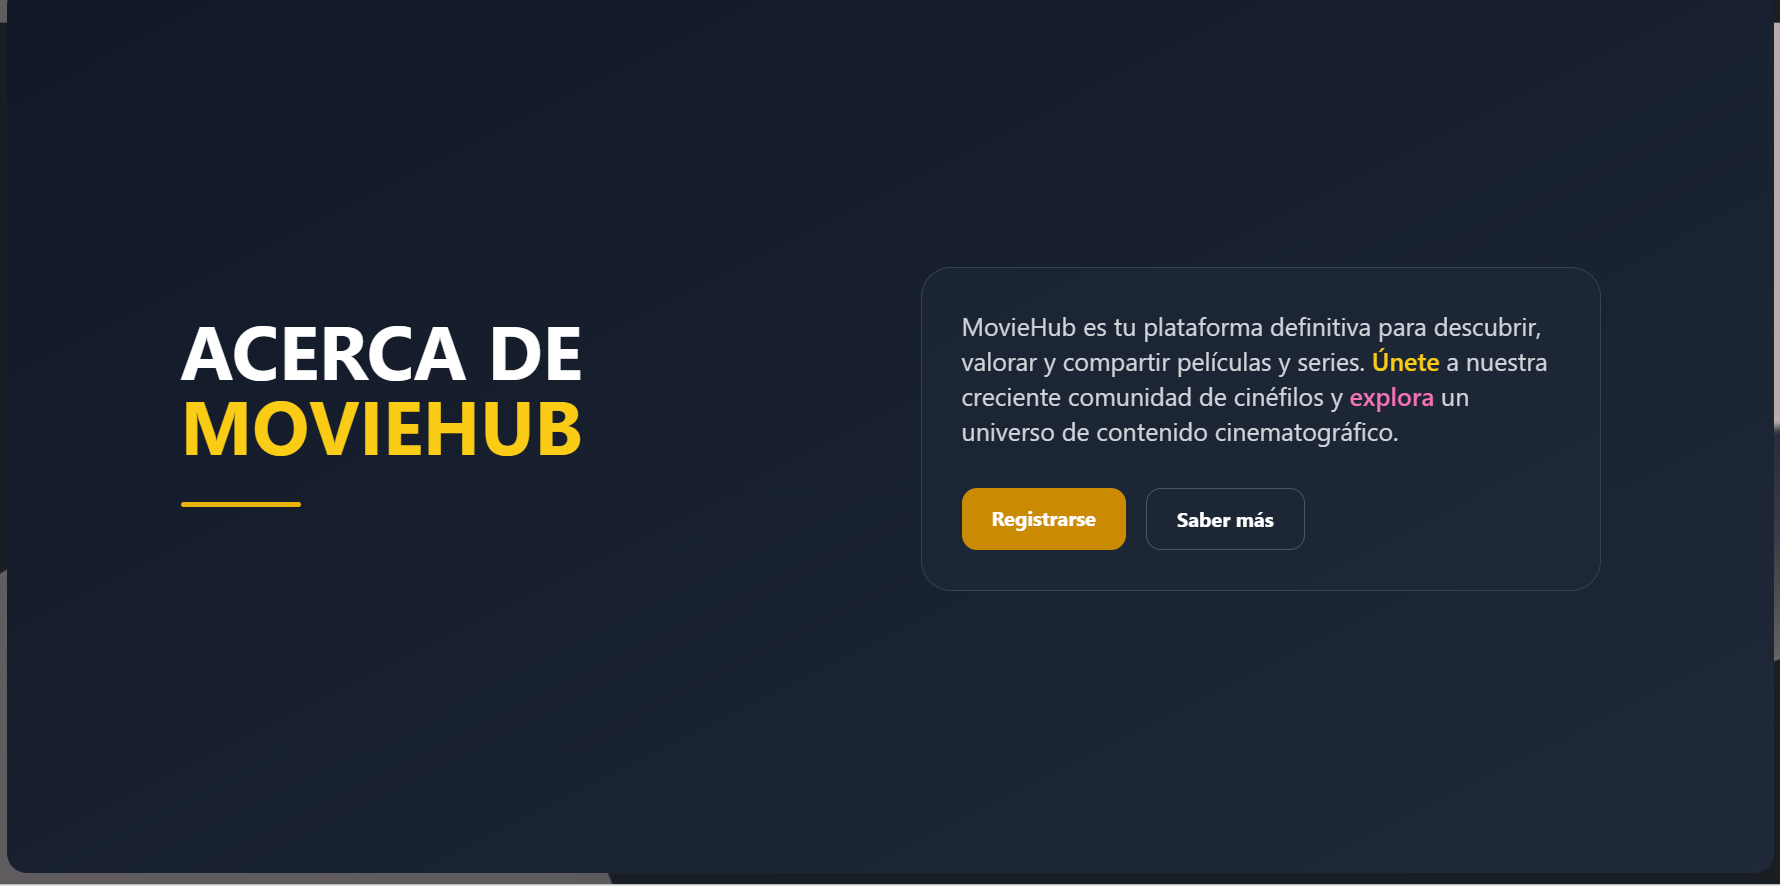 ACERCA DE
MOVIEHUB
MovieHub es tu plataforma definitiva para descubrir,
valorar y compartir películas y series. Únete a nuestra
creciente comunidad de cinéfilos y explora un
universo de contenido cinematográfico.
Registrarse
Saber más